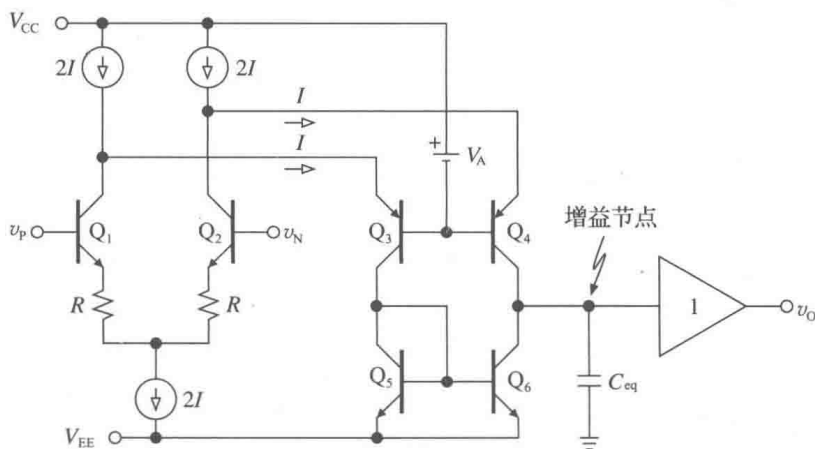 V_CC
2I
2I
I
I
+
V_A
v_P
Q_1
Q_2
v_N
Q_3
Q_4
增益节点
R
R
1
v_O
Q_5
Q_6
C_eq
2I
V_EE